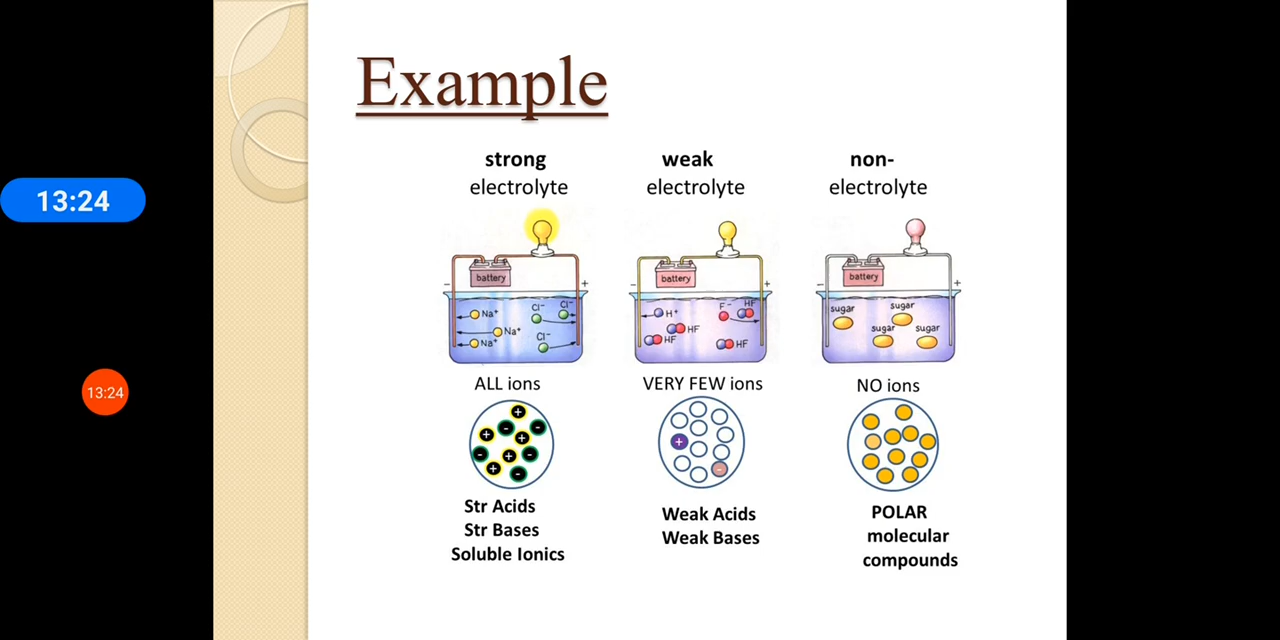 Example
13:24
13:24
strong
electrolyte
battery
-
+
Na⁺
Na⁺
Na⁺
Cl⁻
Cl⁻
Cl⁻
ALL ions
+
-
-
+
+
-
+
-
+
-
Str Acids
Str Bases
Soluble Ionics
weak
electrolyte
battery
-
+
H⁺
F⁻
HF
HF
HF
HF
VERY FEW ions
+
-
Weak Acids
Weak Bases
non-
electrolyte
battery
-
+
sugar
sugar
sugar
sugar
NO ions
POLAR
molecular
compounds